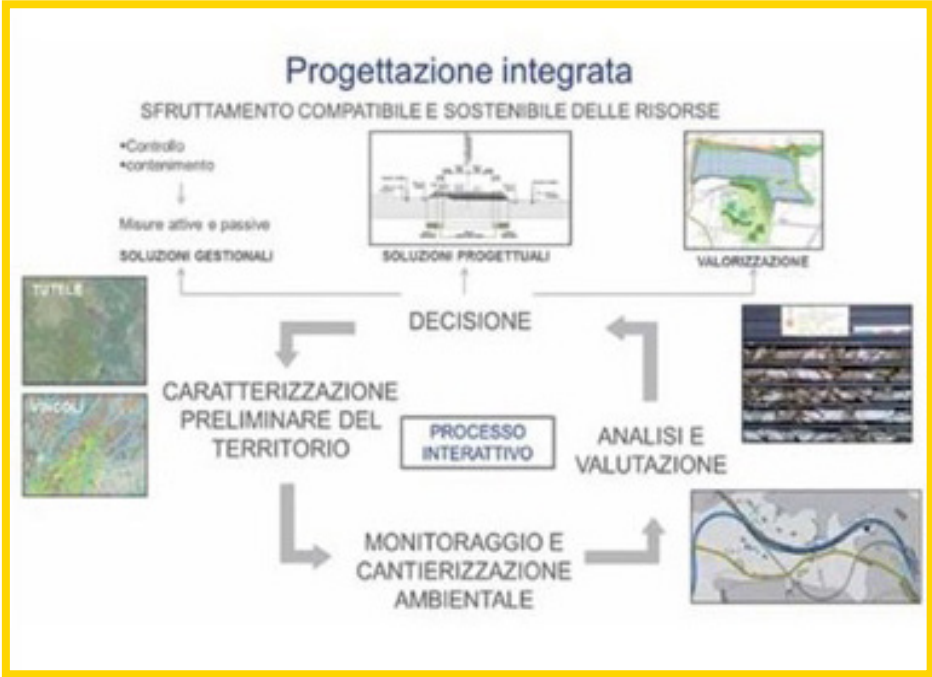 Progettazione integrata
SFRUTTAMENTO COMPATIBILE E SOSTENIBILE DELLE RISORSE
•Controllo
•contenimento
Misure attive e passive
SOLUZIONI GESTIONALI
SOLUZIONI PROGETTUALI
VALORIZZAZIONE
TUTELE
DECISIONE
CARATTERIZZAZIONE
PRELIMINARE DEL
TERRITORIO
VINCOLI
PROCESSO
INTERATTIVO
ANALISI E
VALUTAZIONE
MONITORAGGIO E
CANTIERIZZAZIONE
AMBIENTALE